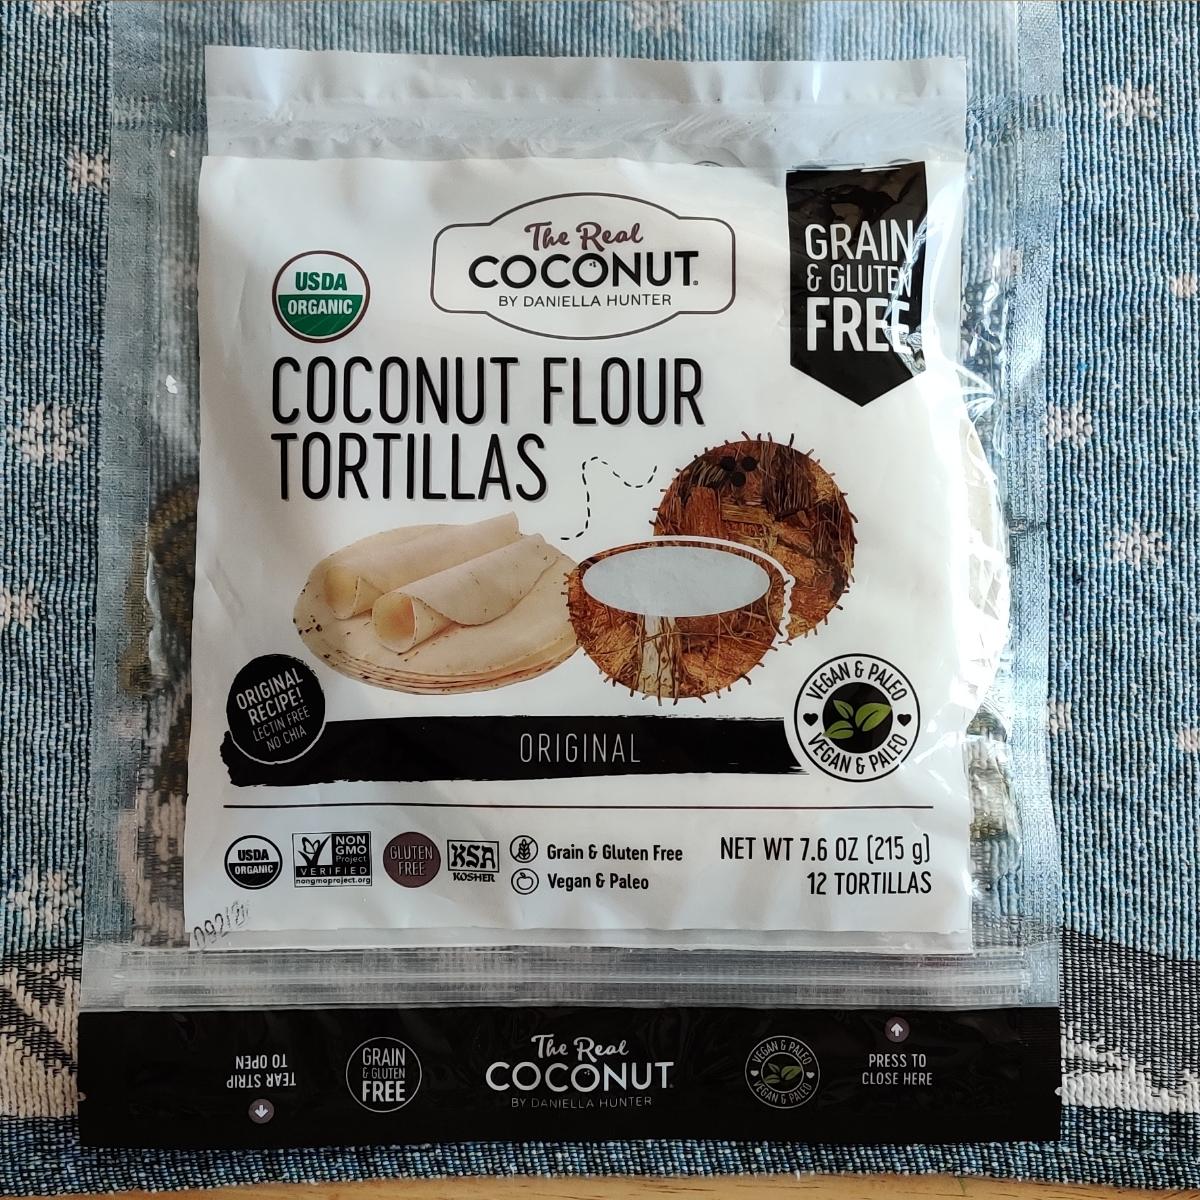 The Real
COCONUT
BY DANIELLA HUNTER
GRAIN
& GLUTEN
FREE
USDA
ORGANIC
COCONUT FLOUR
TORTILLAS
ORIGINAL
RECIPE!
LECTIN FREE
NO CHIA
ORIGINAL
VEGAN & PALEO
VEGAN & PALEO
USDA
ORGANIC
NON
GMO
Project
VERIFIED
nongmoproject.org
GLUTEN
FREE
KSA
KOSHER
Grain & Gluten Free
Vegan & Paleo
NET WT 7.6 OZ (215 g)
12 TORTILLAS
TEAR STRIP
TO OPEN
GRAIN
& GLUTEN
FREE
The Real
COCONUT
BY DANIELLA HUNTER
VEGAN & PALEO
VEGAN & PALEO
PRESS TO
CLOSE HERE